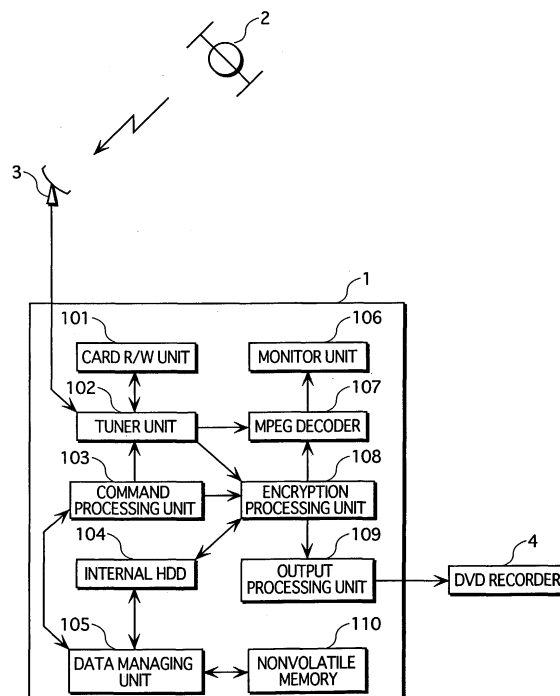 2
3
1
101
CARD R/W UNIT
106
MONITOR UNIT
102
TUNER UNIT
107
MPEG DECODER
103
COMMAND
PROCESSING UNIT
108
ENCRYPTION
PROCESSING UNIT
104
INTERNAL HDD
109
OUTPUT
PROCESSING UNIT
4
DVD RECORDER
105
DATA MANAGING
UNIT
110
NONVOLATILE
MEMORY